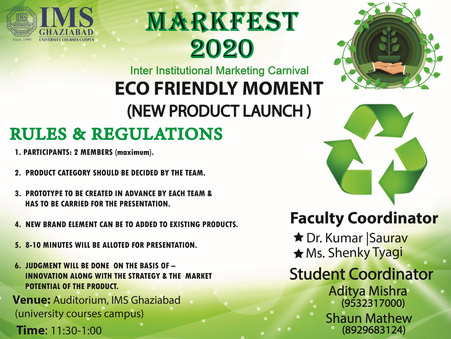 IMS
GHAZIABAD
UNIVERSITY COURSES CAMPUS
MARKFEST
2020
Inter Institutional Marketing Carnival
ECO FRIENDLY MOMENT
(NEW PRODUCT LAUNCH )
RULES & REGULATIONS
1. PARTICIPANTS: 2 MEMBERS (maximum).
2. PRODUCT CATEGORY SHOULD BE DECIDED BY THE TEAM.
3. PROTOTYPE TO BE CREATED IN ADVANCE BY EACH TEAM &
HAS TO BE CARRIED FOR THE PRESENTATION.
4. NEW BRAND ELEMENT CAN BE TO ADDED TO EXISTING PRODUCTS.
5. 8-10 MINUTES WILL BE ALLOTED FOR PRESENTATION.
6. JUDGMENT WILL BE DONE ON THE BASIS OF –
INNOVATION ALONG WITH THE STRATEGY & THE MARKET
POTENTIAL OF THE PRODUCT.
Venue: Auditorium, IMS Ghaziabad
(university courses campus)
Time: 11:30-1:00
Faculty Coordinator
Dr. Kumar |Saurav
Ms. Shenky Tyagi
Student Coordinator
Aditya Mishra
(9532317000)
Shaun Mathew
(8929683124)